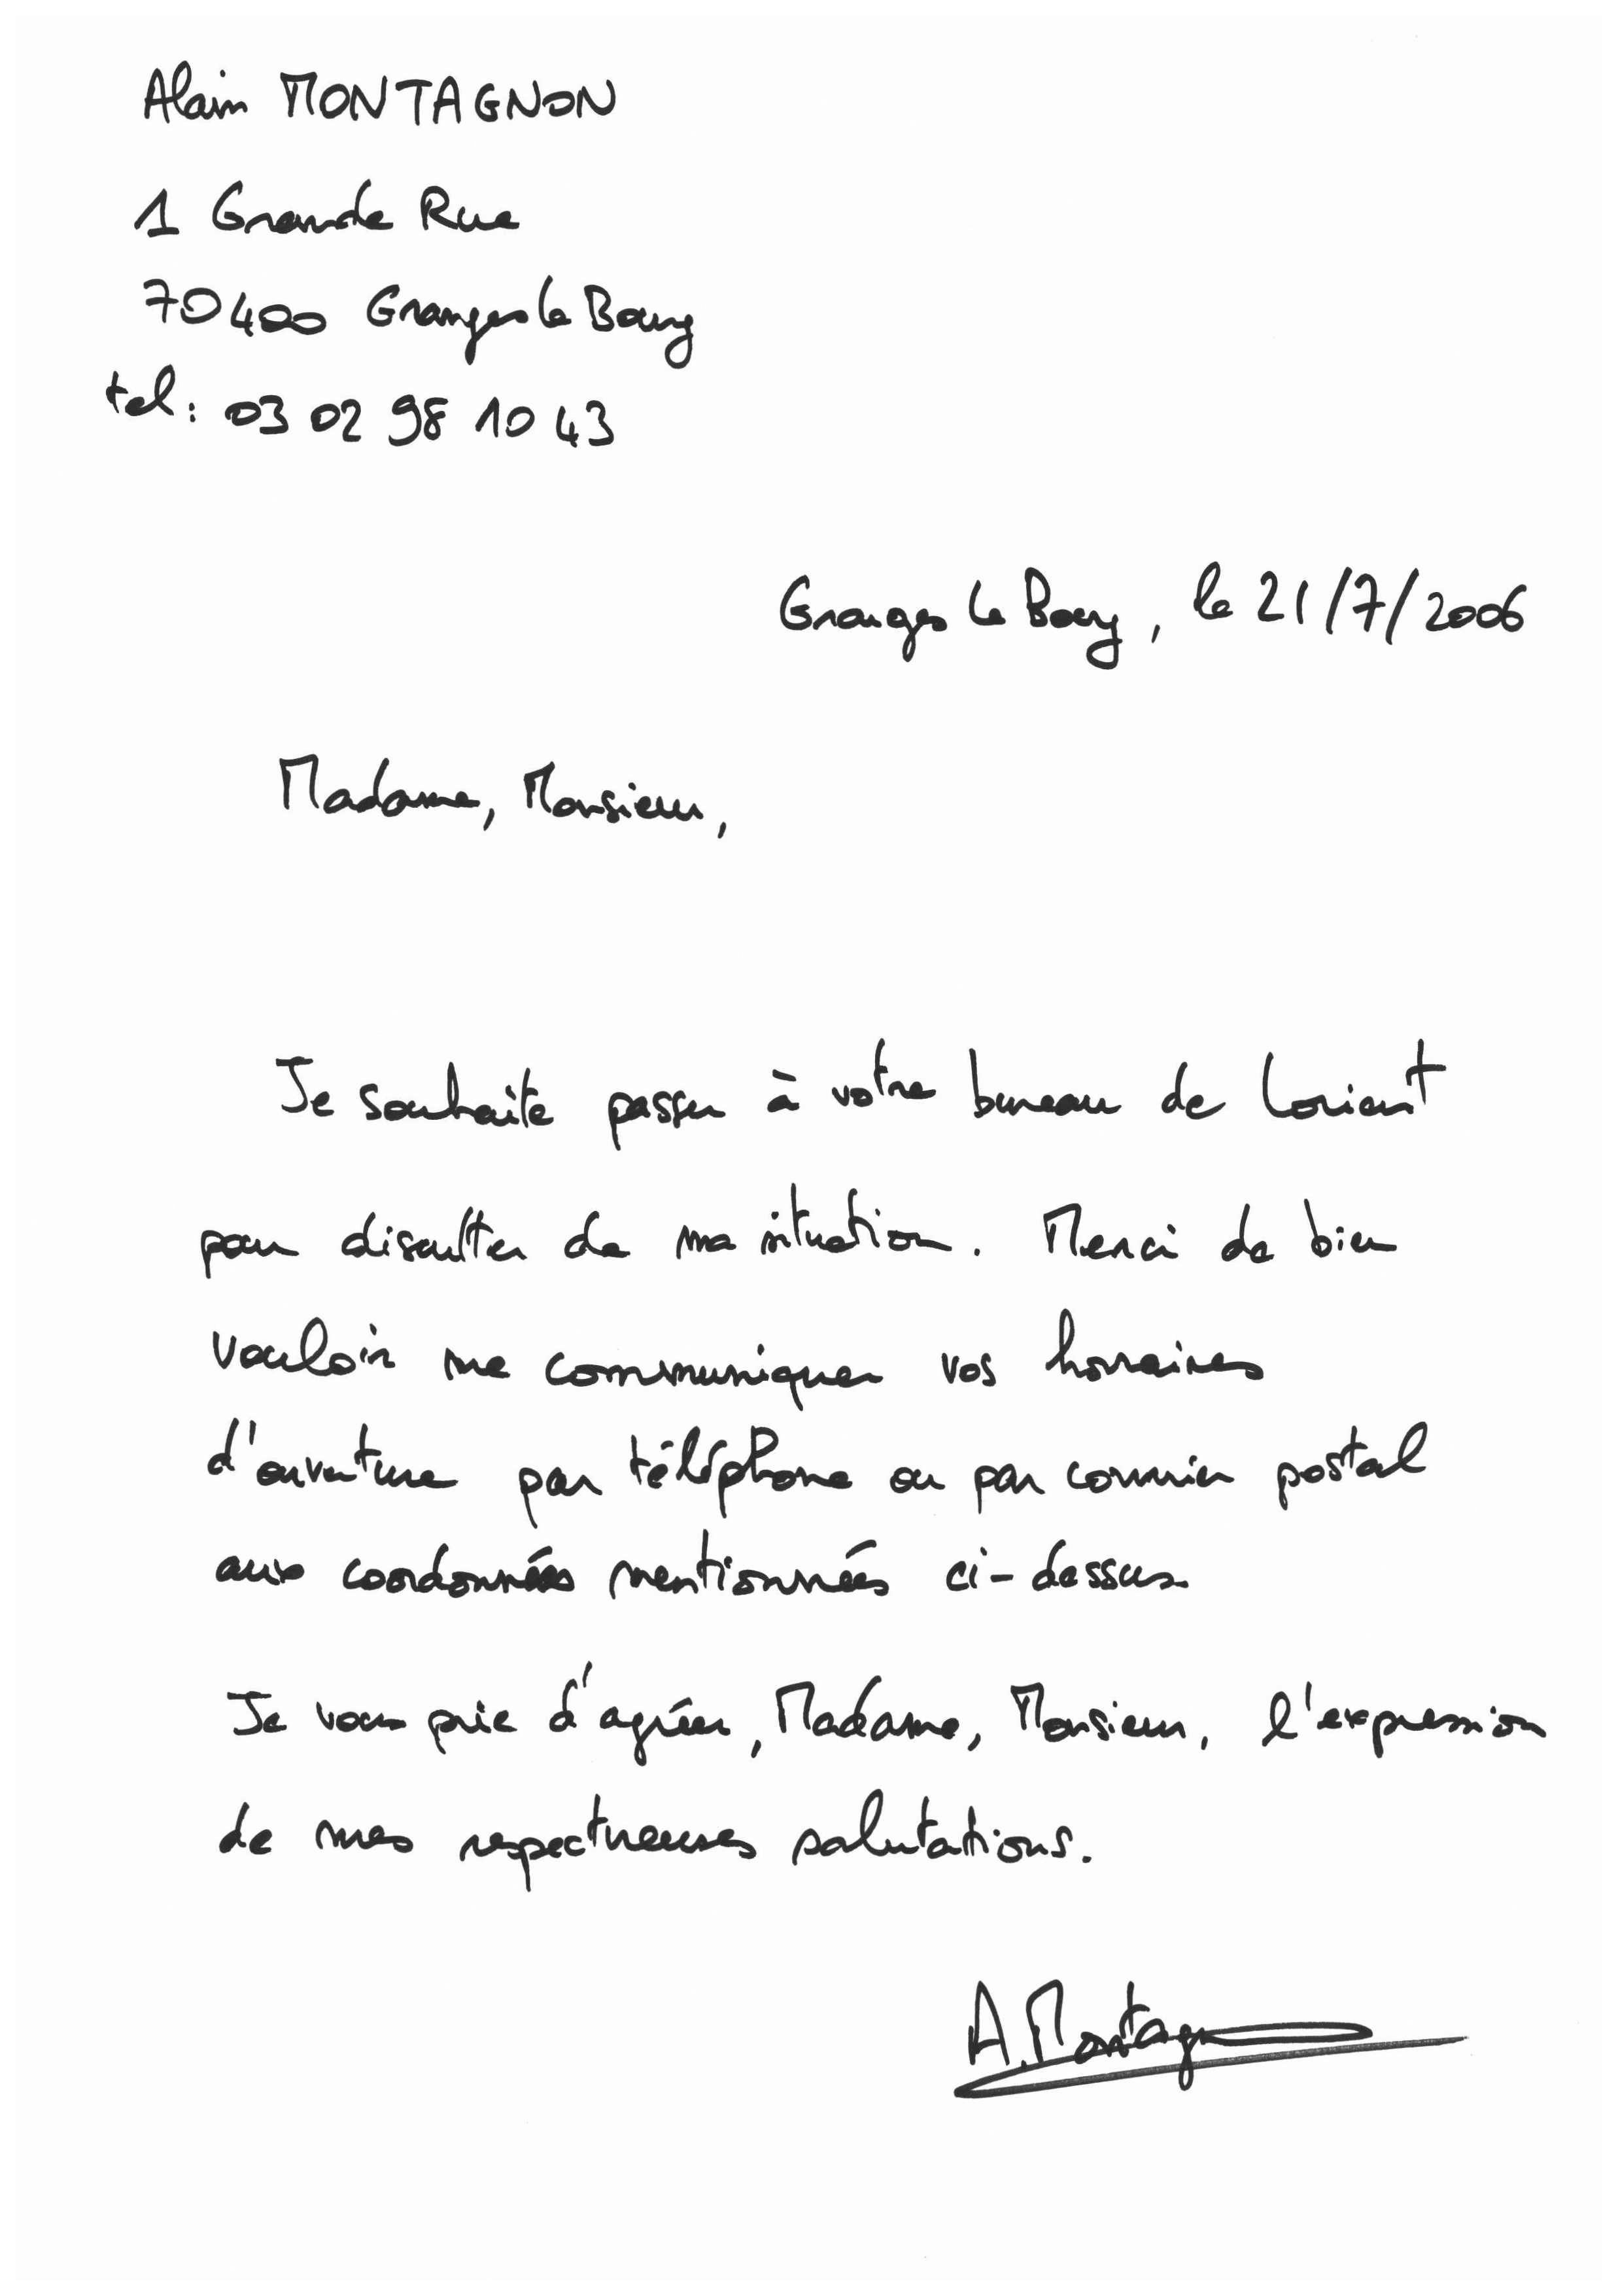 Alain MONTAGNON
1 Grande Rue
70400 Granges le Bourg
tel : 03 02 98 10 43
Granges le Bourg, le 21/7/2006
Madame, Monsieur,
Je souhaite passer à votre bureau de Lorient
pour discutter de ma situation. Merci de bien
vouloir me communiquer vos horraires
d'ouverture par téléphone ou par courrier postal
aux coordonnées mentionnées ci-dessus
Je vous prie d'agréer, Madame, Monsieur, l'expression
de mes respectueuses salutations.
A. Montagn